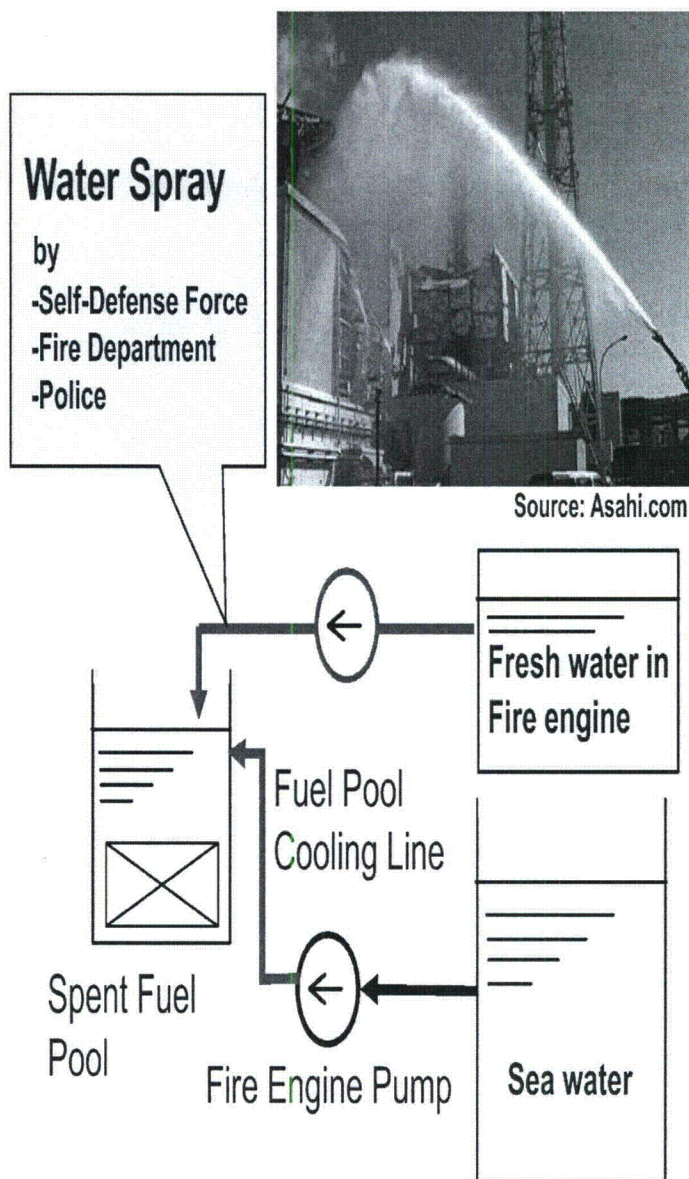 Water Spray
by
-Self-Defense Force
-Fire Department
-Police
Source: Asahi.com
Fresh water in
Fire engine
Fuel Pool
Cooling Line
Spent Fuel
Pool
Fire Engine Pump
Sea water